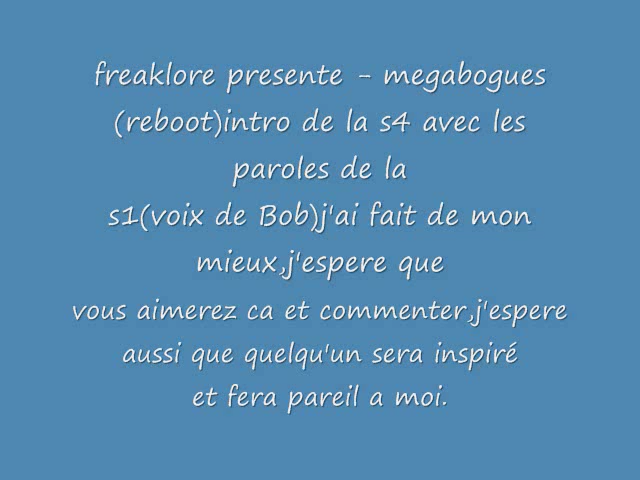 freaklore presente - megabogues
(reboot)intro de la s4 avec les
paroles de la
s1(voix de Bob)j'ai fait de mon
mieux,j'espere que
vous aimerez ca et commenter,j'espere
aussi que quelqu'un sera inspiré
et fera pareil a moi.